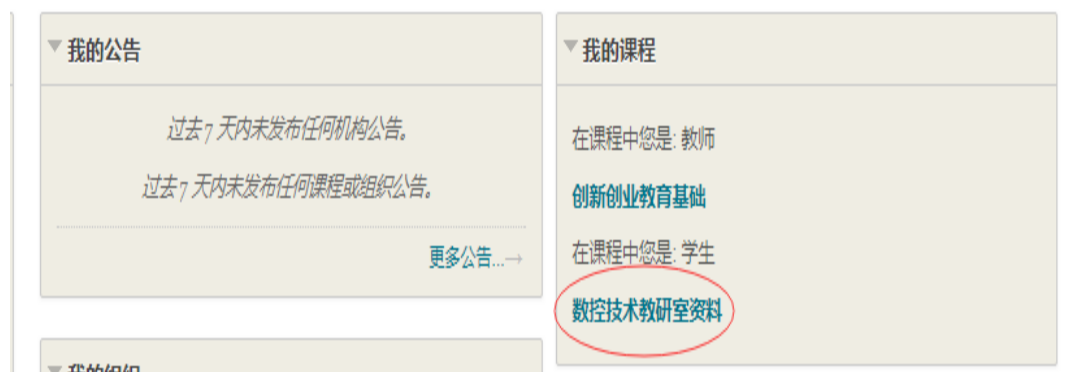 我的公告
过去 7 天内未发布任何机构公告。
过去 7 天内未发布任何课程或组织公告。
更多公告...→
我的课程
在课程中您是: 教师
创新创业教育基础
在课程中您是: 学生
数控技术教研室资料